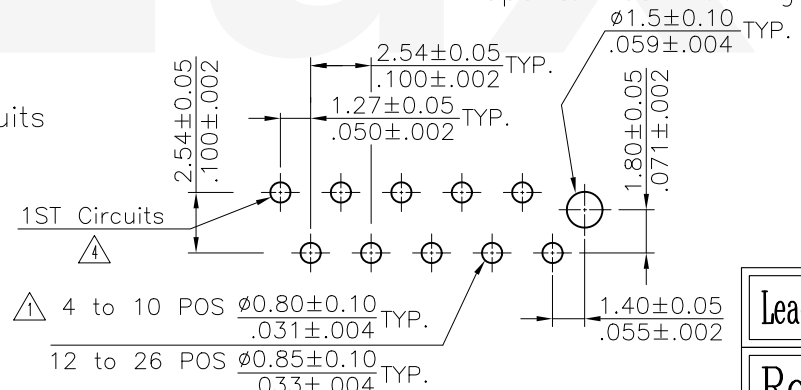 ø1.5±0.10
.059±.004 TYP.
2.54±0.05
.100±.002 TYP.
1.27±0.05
.050±.002 TYP.
2.54±0.05
.100±.002
1.80±0.05
.071±.002
1ST Circuits
4
1 4 to 10 POS ø0.80±0.10
.031±.004 TYP.
1.40±0.05
.055±.002
12 to 26 POS ø0.85±0.10
.033±.004 TYP.